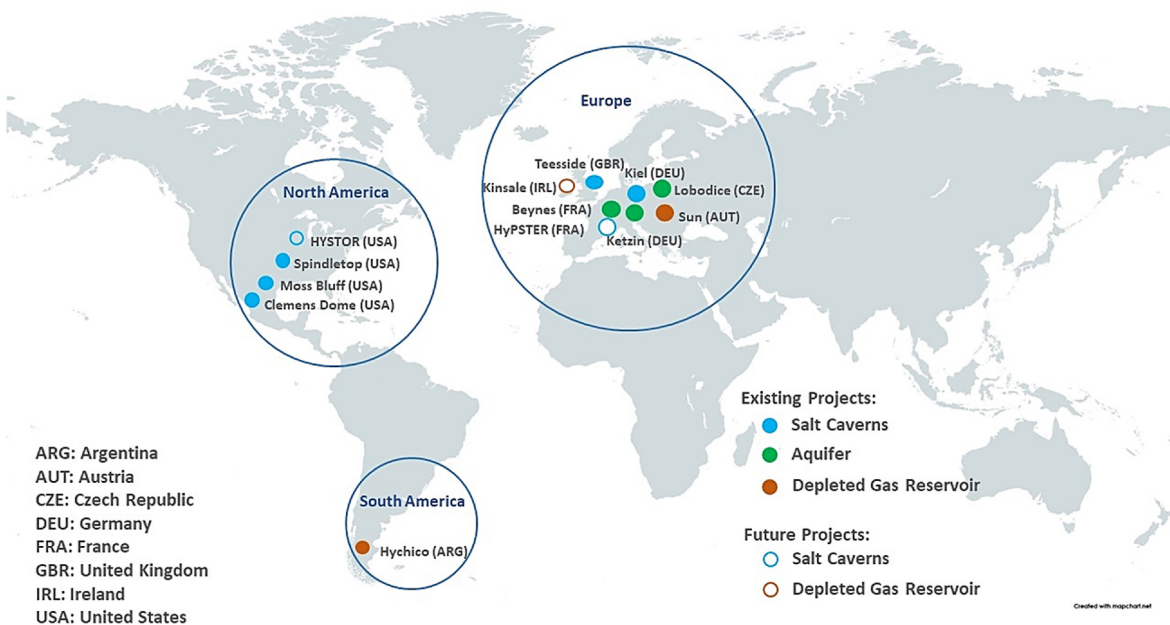 Europe
Teesside (GBR)
Kiel (DEU)
Kinsale (IRL)
Lobodice (CZE)
Beynes (FRA)
Sun (AUT)
HyPSTER (FRA)
Ketzin (DEU)
North America
HYSTOR (USA)
Spindletop (USA)
Moss Bluff (USA)
Clemens Dome (USA)
South America
Hychico (ARG)
ARG: Argentina
AUT: Austria
CZE: Czech Republic
DEU: Germany
FRA: France
GBR: United Kingdom
IRL: Ireland
USA: United States
Existing Projects:
Salt Caverns
Aquifer
Depleted Gas Reservoir
Future Projects:
Salt Caverns
Depleted Gas Reservoir
Created with mapchart.net